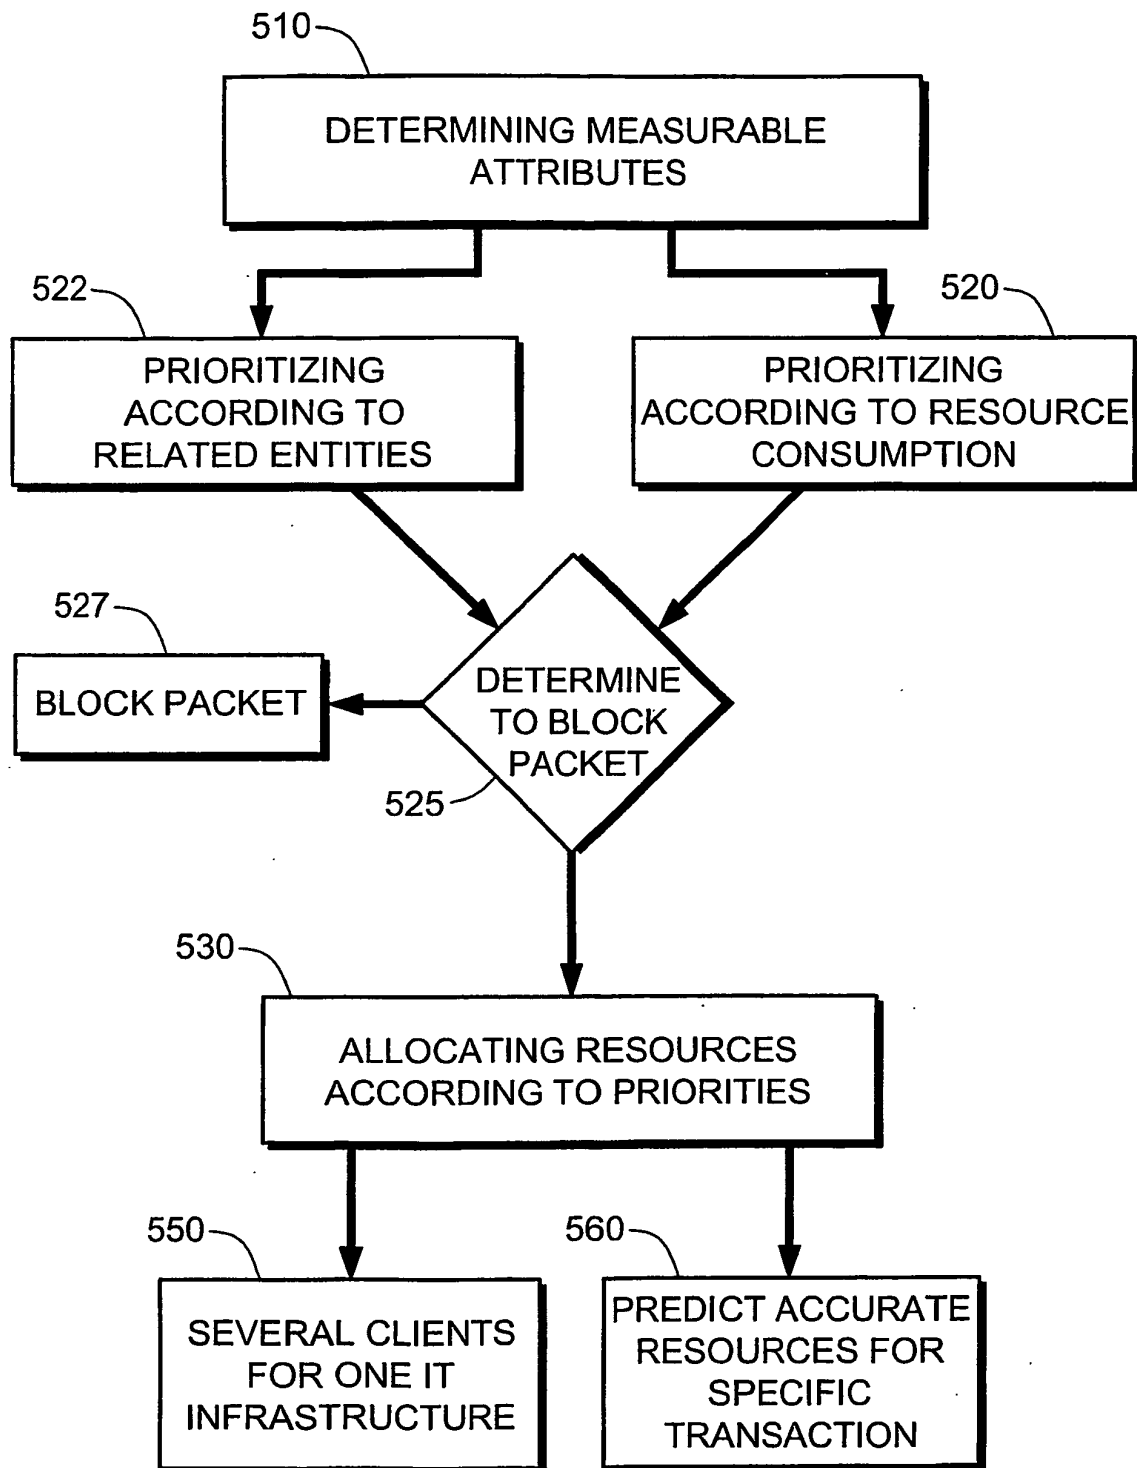 510
DETERMINING MEASURABLE
ATTRIBUTES
522
520
PRIORITIZING
ACCORDING TO
RELATED ENTITIES
PRIORITIZING
ACCORDING TO RESOURCE
CONSUMPTION
527
BLOCK PACKET
DETERMINE
TO BLOCK
PACKET
525
530
ALLOCATING RESOURCES
ACCORDING TO PRIORITIES
550
560
SEVERAL CLIENTS
FOR ONE IT
INFRASTRUCTURE
PREDICT ACCURATE
RESOURCES FOR
SPECIFIC
TRANSACTION